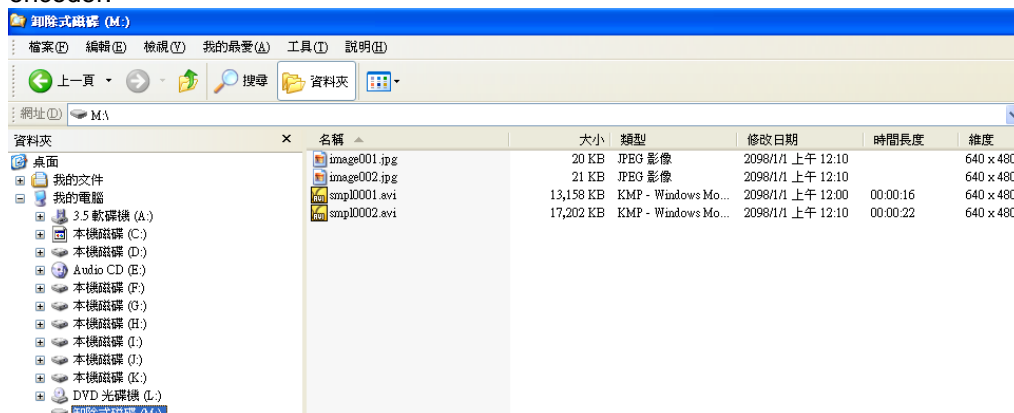 encoder.
卸除式磁碟 (M:)
檔案(F) 編輯(E) 檢視(V) 我的最愛(A) 工具(T) 說明(H)
上一頁 搜尋 資料夾
網址(D) M:\
資料夾 × 名稱 大小 類型 修改日期 時間長度 維度
桌面
我的文件
我的電腦
3.5 軟碟機 (A:)
本機磁碟 (C:)
本機磁碟 (D:)
Audio CD (E:)
本機磁碟 (F:)
本機磁碟 (G:)
本機磁碟 (H:)
本機磁碟 (I:)
本機磁碟 (J:)
本機磁碟 (K:)
DVD 光碟機 (L:)
卸除式磁碟 (M:)
image001.jpg 20 KB JPEG 影像 2098/1/1 上午 12:10 640 x 480
image002.jpg 21 KB JPEG 影像 2098/1/1 上午 12:10 640 x 480
smpl0001.avi 13,158 KB KMP - Windows Mo... 2098/1/1 上午 12:00 00:00:16 640 x 480
smpl0002.avi 17,202 KB KMP - Windows Mo... 2098/1/1 上午 12:10 00:00:22 640 x 480